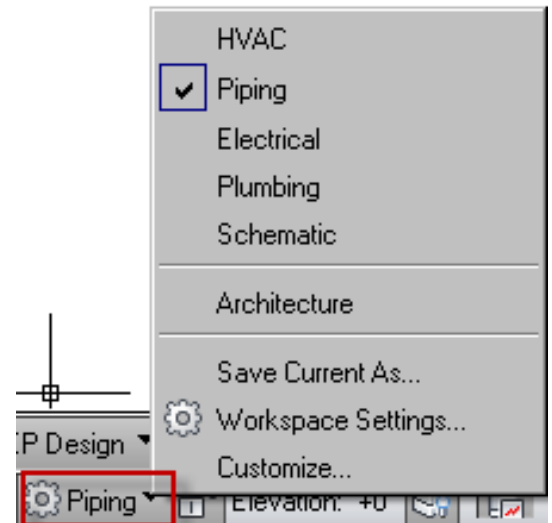 HVAC
Piping
Electrical
Plumbing
Schematic
Architecture
Save Current As...
Workspace Settings...
Customize...
P Design
Piping
Elevation: +0